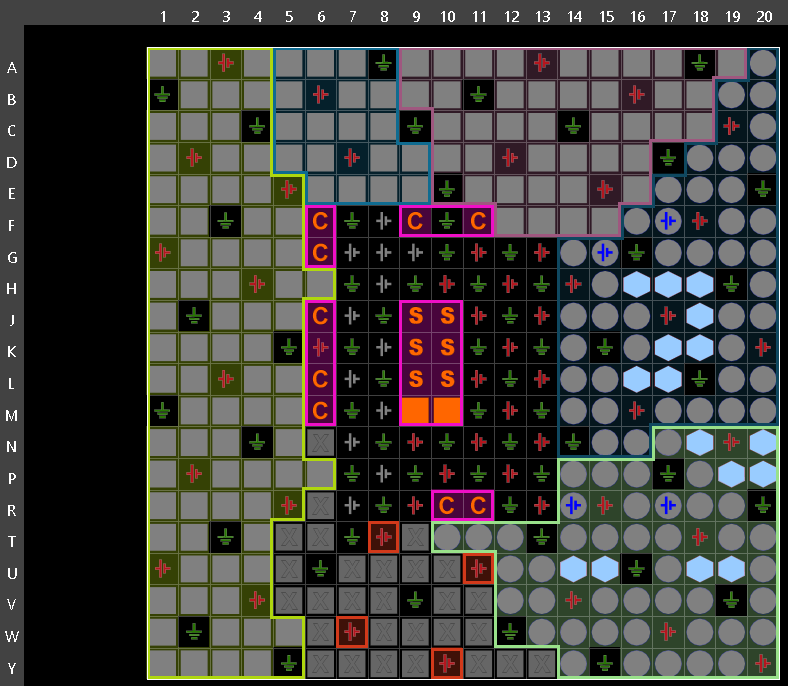 1 2 3 4 5 6 7 8 9 10 11 12 13 14 15 16 17 18 19 20
A
B
C
D
E
F C C C
G C
H
J C S S
K S S
L C S S
M C
N X
P
R X C C
T X X X
U X X X X X
V X X X X X X
W X X X X X
Y X X X X X X X